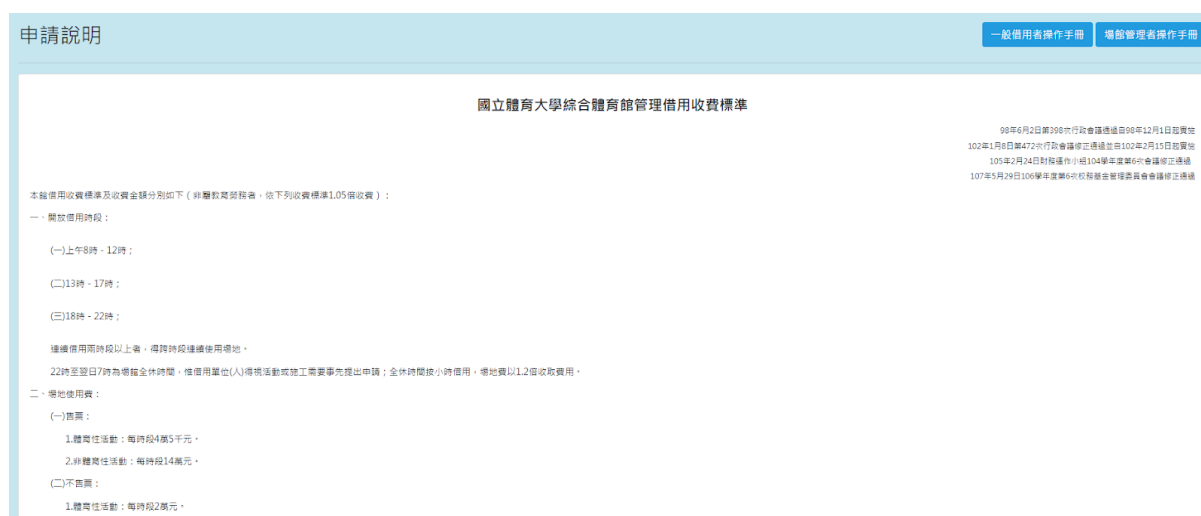 申請說明
一般借用者操作手冊
場館管理者操作手冊
國立體育大學綜合體育館管理借用收費標準
98年6月2日第398次行政會議通過自98年12月1日起實施
102年1月8日第472次行政會議修正通過並自102年2月15日起實施
105年2月24日財務運作小組104學年度第6次會議修正通過
107年5月29日106學年度第6次校務基金管理委員會會議修正通過
本館借用收費標準及收費金額分別如下（非屬教育勞務者，依下列收費標準1.05倍收費）：
一、開放借用時段：
(一)上午8時 - 12時；
(二)13時 - 17時；
(三)18時 - 22時；
連續借用兩時段以上者，得跨時段連續使用場地。
22時至翌日7時為場館全休時間，惟借用單位(人)得視活動或施工需要事先提出申請；全休時間按小時借用，場地費以1.2倍收取費用。
二、場地使用費：
(一)售票：
1.體育性活動：每時段4萬5千元。
2.非體育性活動：每時段14萬元。
(二)不售票：
1.體育性活動：每時段2萬元。